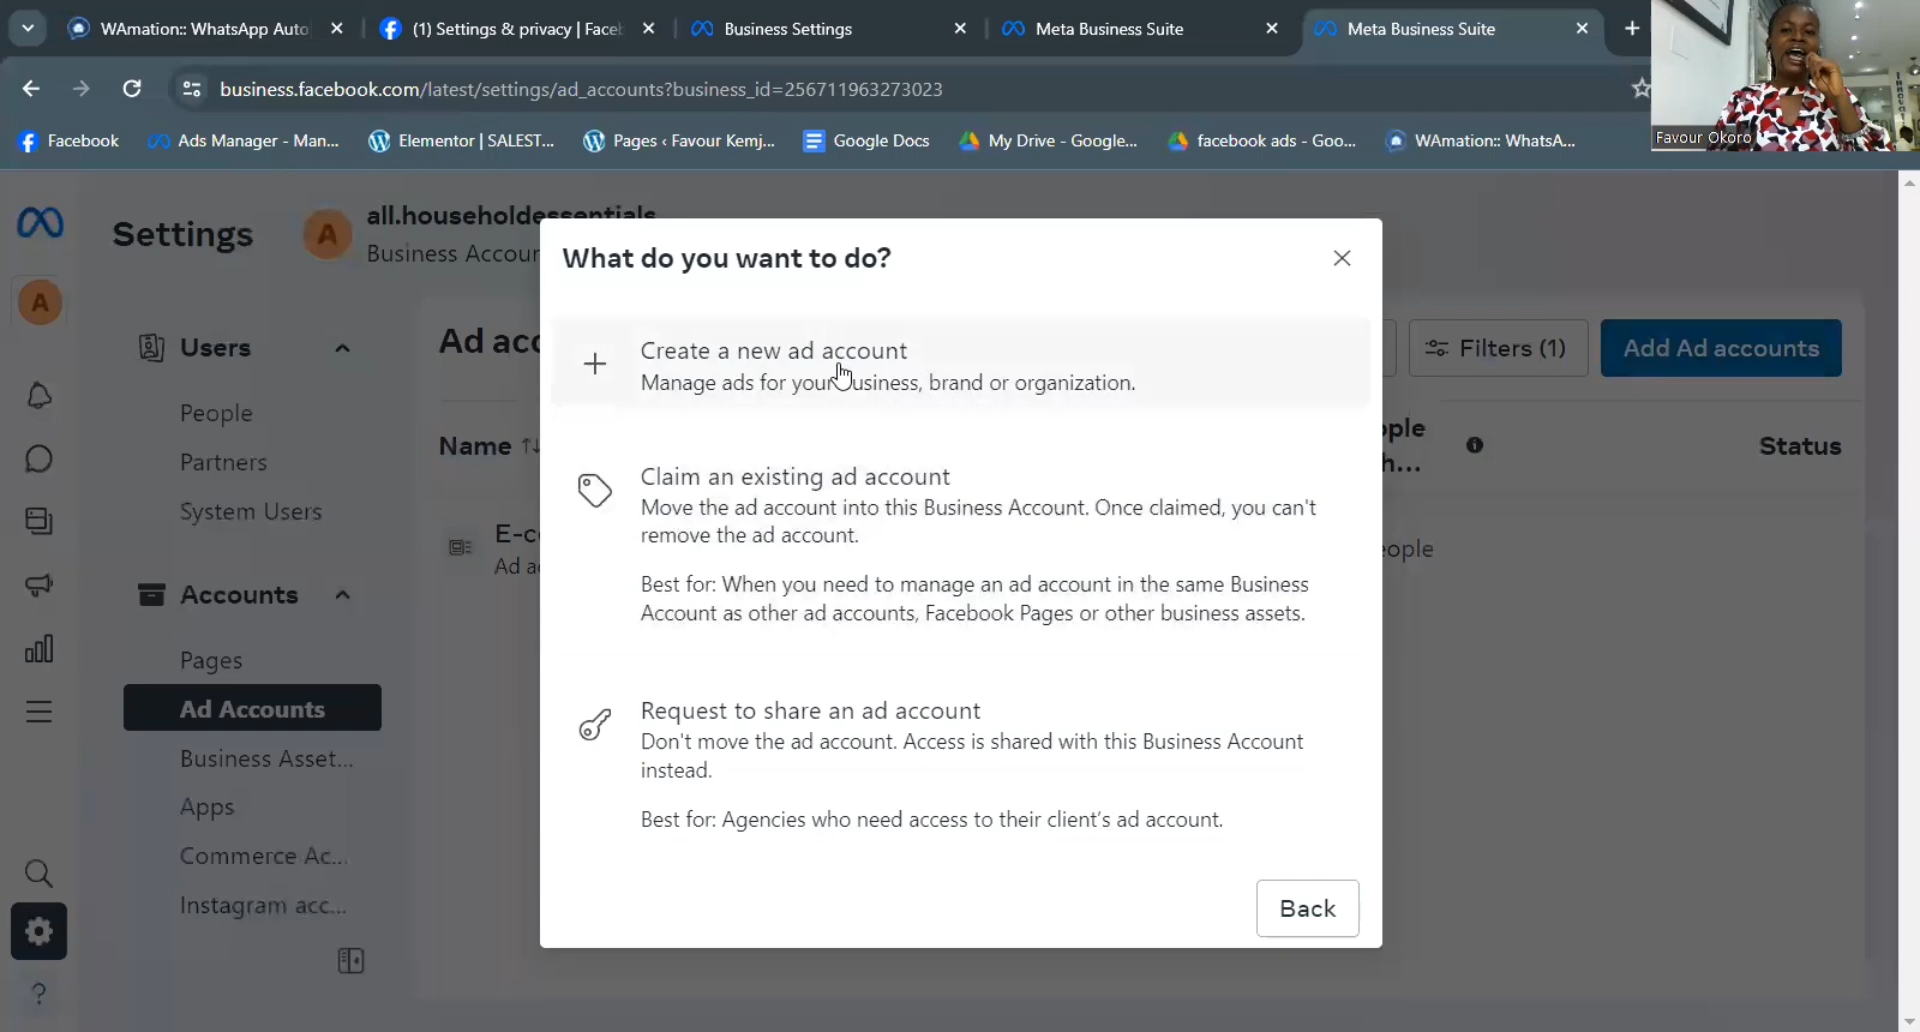 WAmation:: WhatsApp Auto
(1) Settings & privacy | Facel
Business Settings
Meta Business Suite
Meta Business Suite
business.facebook.com/latest/settings/ad_accounts?business_id=256711963273023
Facebook
Ads Manager - Man...
Elementor | SALEST...
Pages ‹ Favour Kemj...
Google Docs
My Drive - Google...
facebook ads - Goo...
WAmation:: WhatsA...
Favour Okoro
Settings
A
all.householdessentials
Business Accoun
A
Users
People
Partners
System Users
Accounts
Pages
Ad Accounts
Business Asset...
Apps
Commerce Ac...
Instagram acc...
Ad acc
Filters (1)
Add Ad accounts
Name
ople
h...
Status
E-co
Ad a
eople
What do you want to do?
Create a new ad account
Manage ads for your business, brand or organization.
Claim an existing ad account
Move the ad account into this Business Account. Once claimed, you can't
remove the ad account.
Best for: When you need to manage an ad account in the same Business
Account as other ad accounts, Facebook Pages or other business assets.
Request to share an ad account
Don't move the ad account. Access is shared with this Business Account
instead.
Best for: Agencies who need access to their client's ad account.
Back